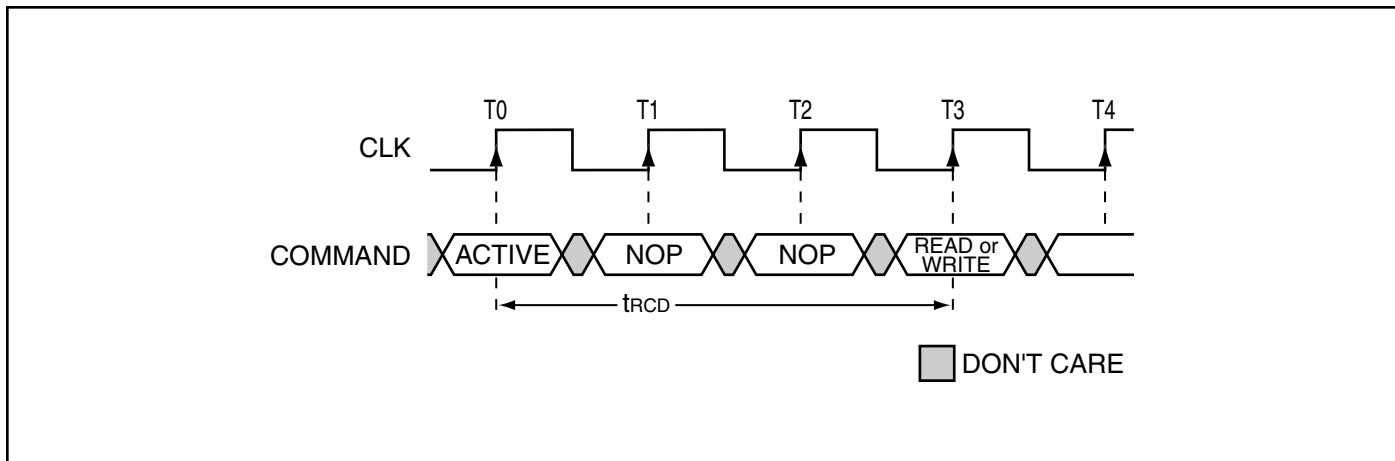 T0 T1 T2 T3 T4
CLK
COMMAND ACTIVE NOP NOP READ or
WRITE
tRCD
DON'T CARE